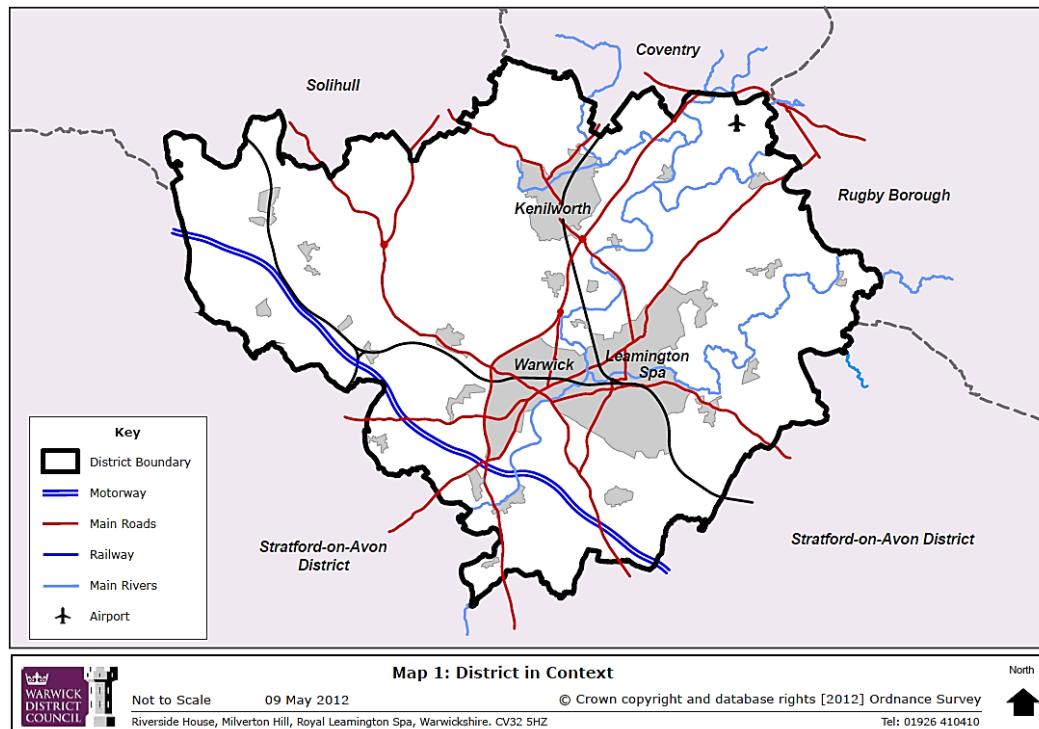 Coventry
Solihull
Rugby Borough
Kenilworth
Warwick
Leamington
Spa
Stratford-on-Avon
District
Stratford-on-Avon District
Key
District Boundary
Motorway
Main Roads
Railway
Main Rivers
Airport
WARWICK
DISTRICT
COUNCIL
Map 1: District in Context
North
Not to Scale 09 May 2012 © Crown copyright and database rights [2012] Ordnance Survey
Riverside House, Milverton Hill, Royal Leamington Spa, Warwickshire. CV32 5HZ Tel: 01926 410410